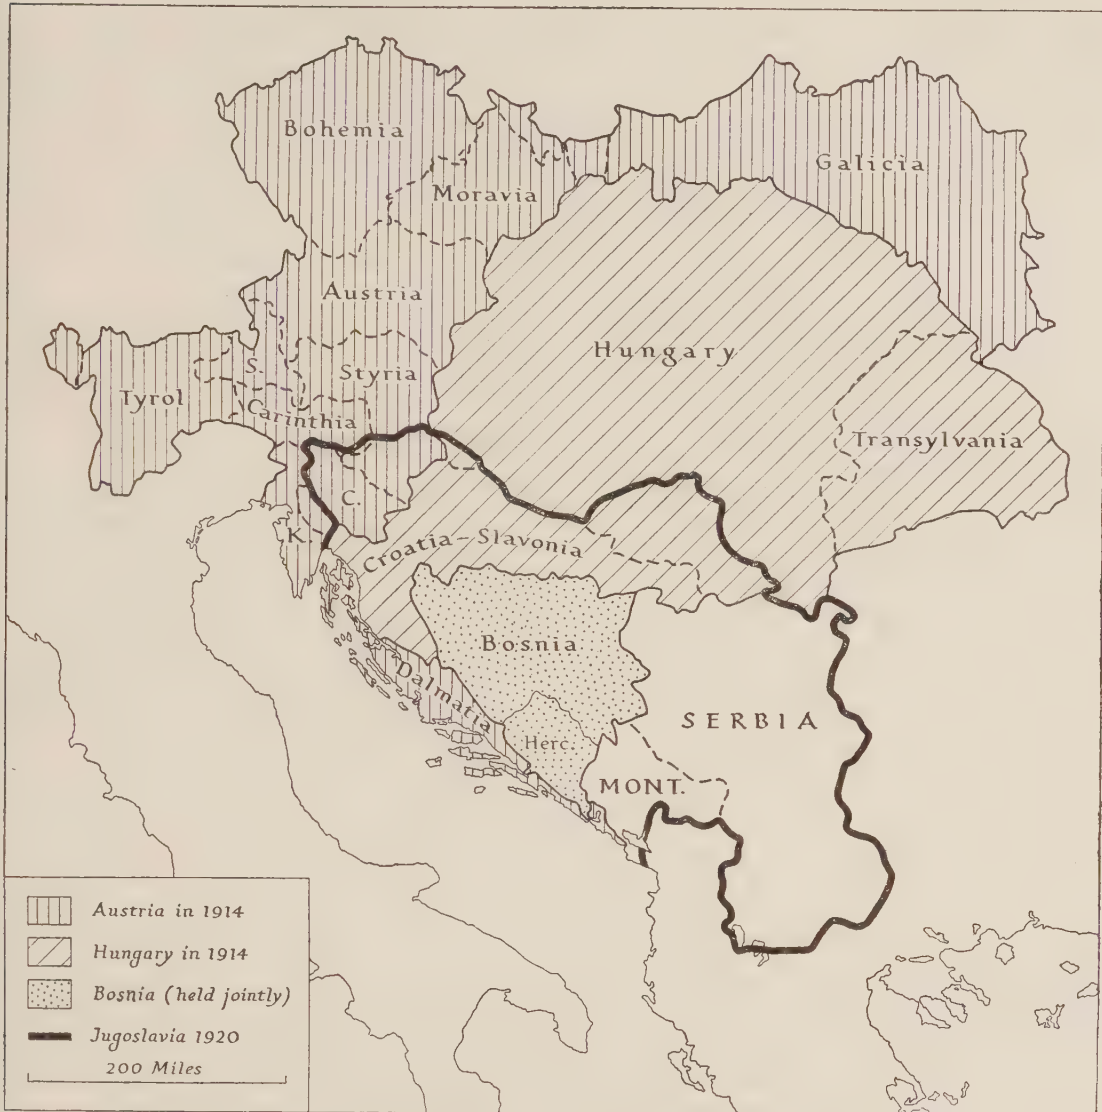 Bohemia
Moravia
Galicia
Austria
Hungary
S.
Styria
Tyrol
Carinthia
Transylvania
C.
K.
Croatia-Slavonia
Bosnia
Dalmatia
SERBIA
Herc.
MONT.
Austria in 1914
Hungary in 1914
Bosnia (held jointly)
Jugoslavia 1920
200 Miles